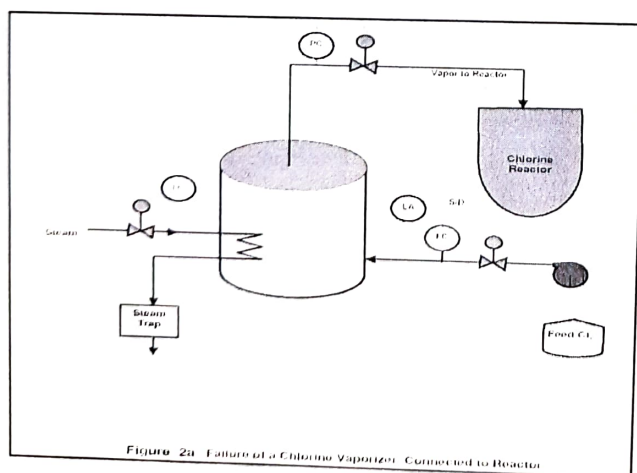 PC
Vapor to Reactor
Chlorine
Reactor
LA
FC
Steam
Steam
Trap
Feed Cl₂
Figure 2a Failure of a Chlorine Vaporizer Connected to Reactor